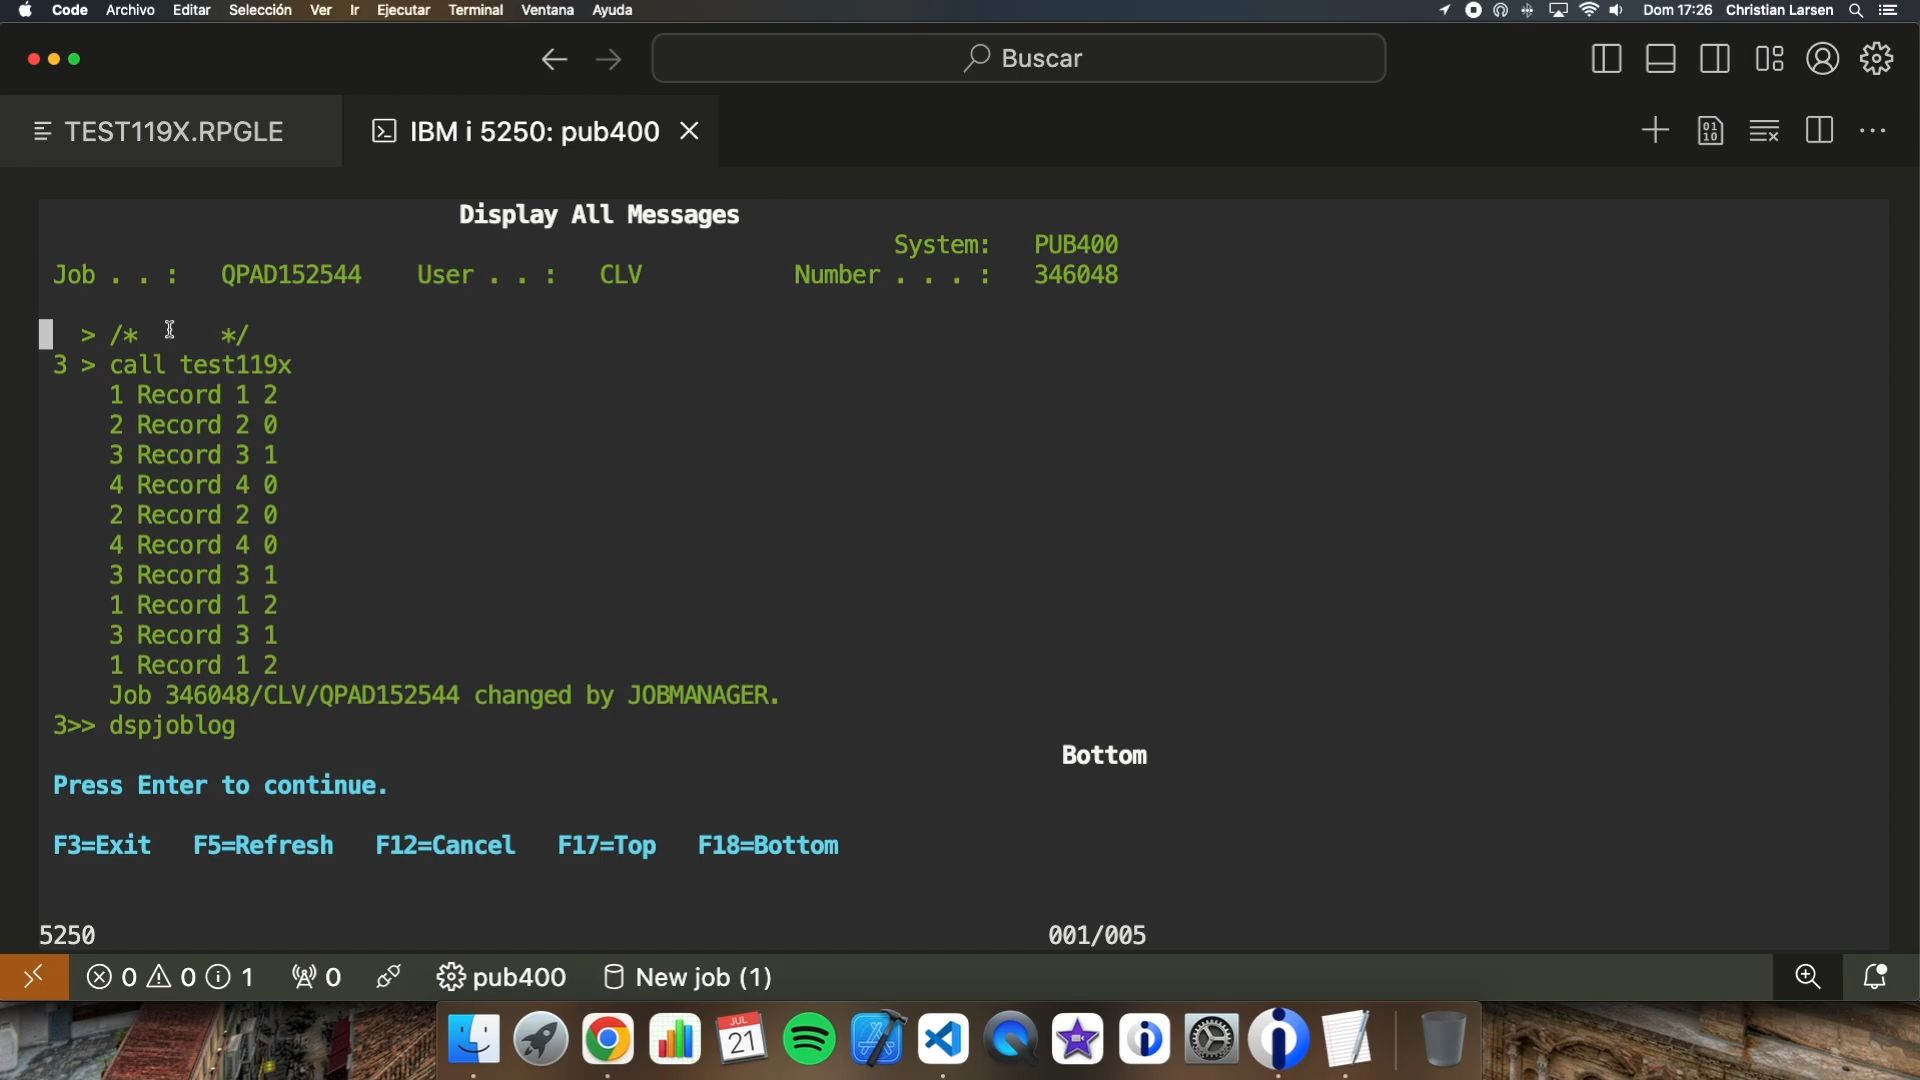 Code Archivo Editar Selección Ver Ir Ejecutar Terminal Ventana Ayuda Dom 17:26 Christian Larsen
Buscar
TEST119X.RPGLE IBM i 5250: pub400
Display All Messages
System: PUB400
Job . . : QPAD152544 User . . : CLV Number . . . : 346048
> /* */
3 > call test119x
1 Record 1 2
2 Record 2 0
3 Record 3 1
4 Record 4 0
2 Record 2 0
4 Record 4 0
3 Record 3 1
1 Record 1 2
3 Record 3 1
1 Record 1 2
Job 346048/CLV/QPAD152544 changed by JOBMANAGER.
3>> dspjoblog
Bottom
Press Enter to continue.
F3=Exit F5=Refresh F12=Cancel F17=Top F18=Bottom
5250 001/005
0 0 1 0 pub400 New job (1)
JUL
21